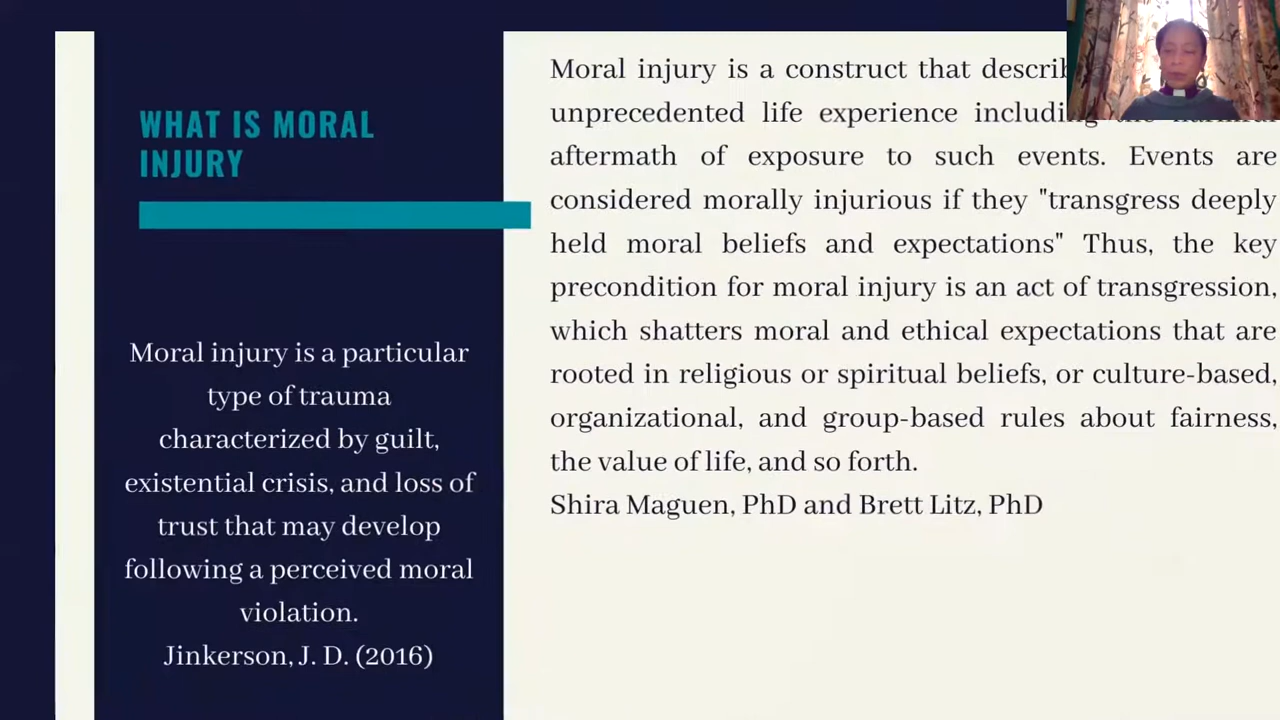 WHAT IS MORAL
INJURY
Moral injury is a particular
type of trauma
characterized by guilt,
existential crisis, and loss of
trust that may develop
following a perceived moral
violation.
Jinkerson, J. D. (2016)
Moral injury is a construct that
unprecedented life experience including the harmful
aftermath of exposure to such events. Events are
considered morally injurious if they "transgress deeply
held moral beliefs and expectations" Thus, the key
precondition for moral injury is an act of transgression,
which shatters moral and ethical expectations that are
rooted in religious or spiritual beliefs, or culture-based,
organizational, and group-based rules about fairness,
the value of life, and so forth.
Shira Maguen, PhD and Brett Litz, PhD